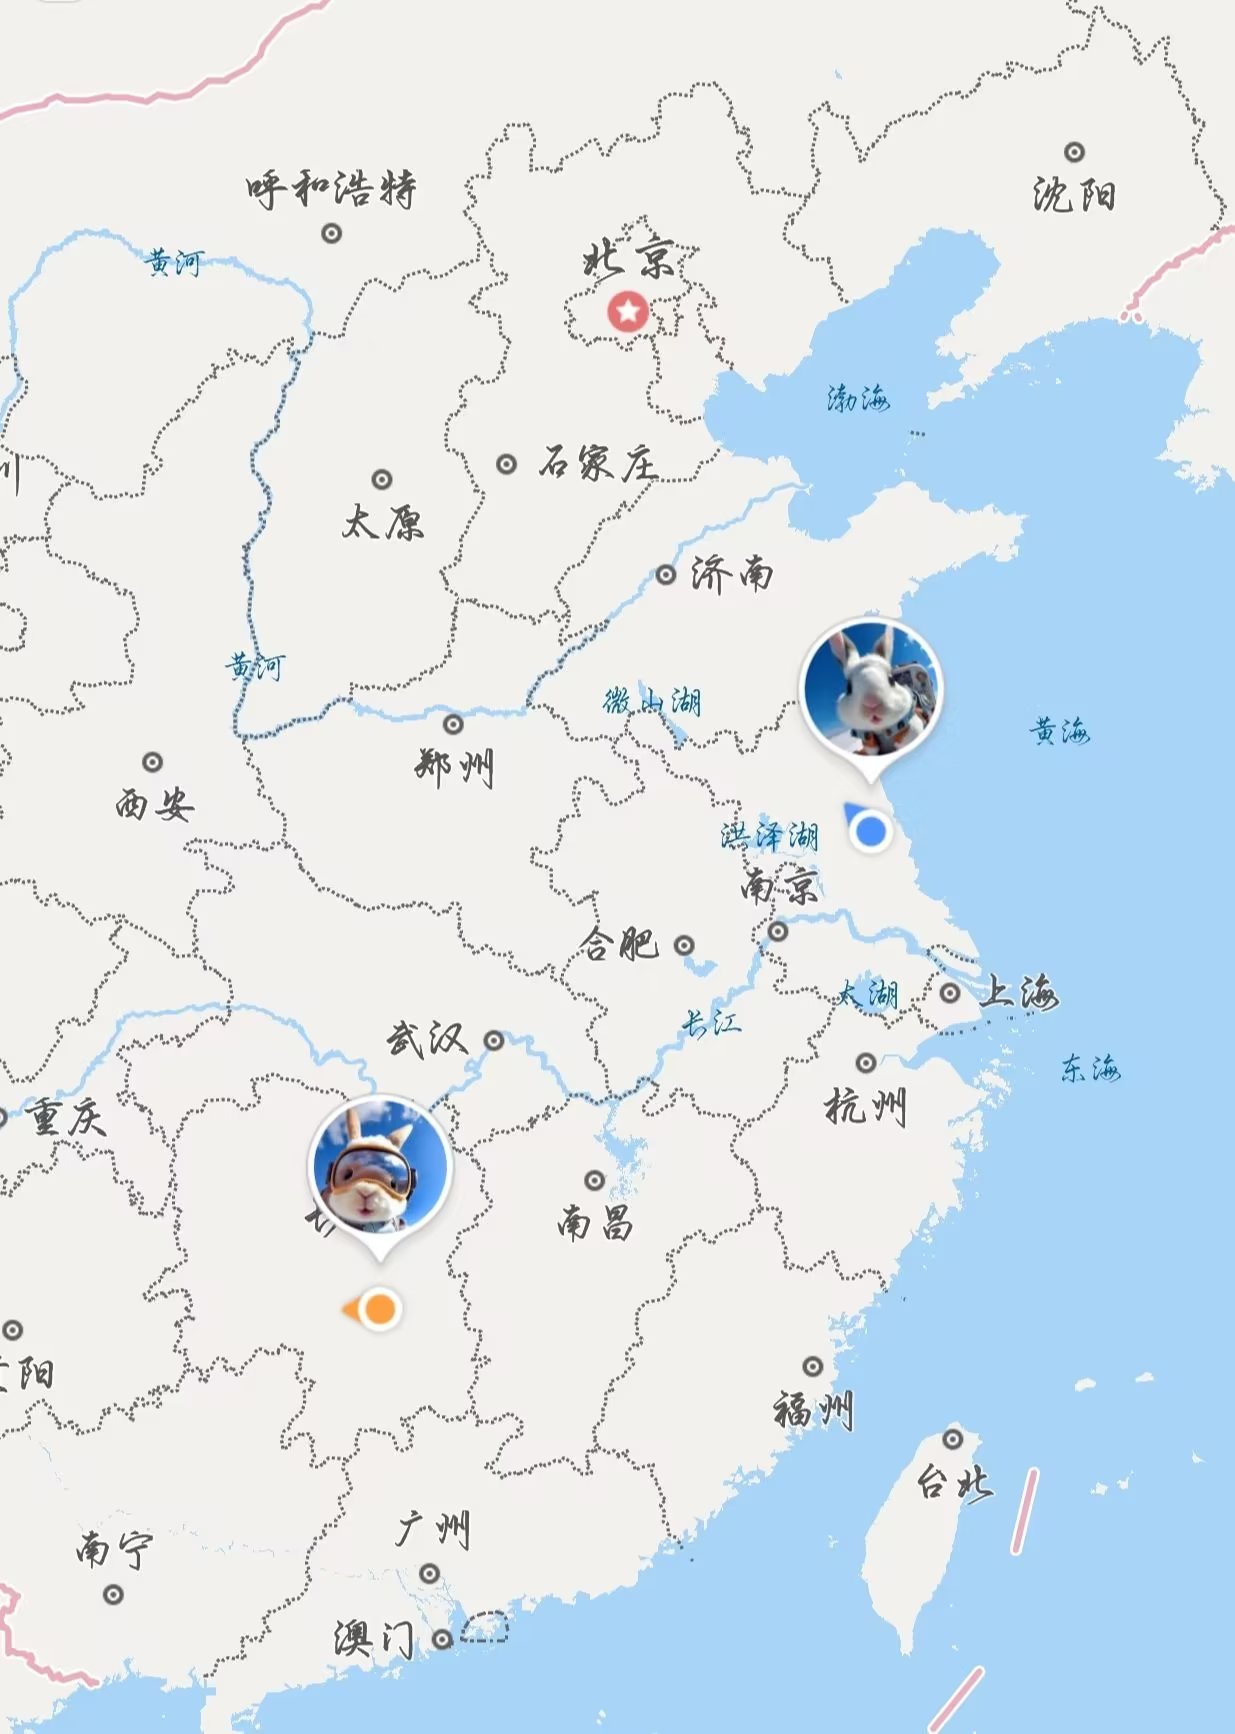 沈阳
呼和浩特
北京
黄河
渤海
石家庄
太原
济南
黄河
微山湖
黄海
郑州
西安
洪泽湖
南京
合肥
上海
太湖
长江
武汉
东海
杭州
重庆
南昌
阳
福州
台北
广州
南宁
澳门